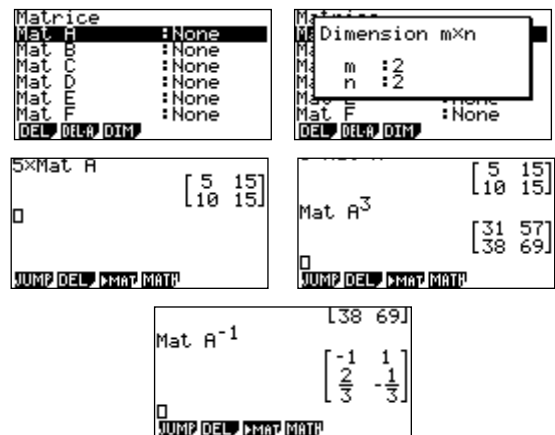 Matrice
Mat A :None
Mat B :None
Mat C :None
Mat D :None
Mat E :None
Mat F :None
DEL DEL·A DIM
Dimension m×n
m :2
n :2
Mat F :None
DEL DEL·A DIM
5×Mat A
[5 15]
[10 15]
JUMP DEL ▶MAT MATH
[5 15]
[10 15]
Mat A³
[31 57]
[38 69]
JUMP DEL ▶MAT MATH
[38 69]
Mat A⁻¹
[-1 1]
[2/3 -1/3]
JUMP DEL ▶MAT MATH